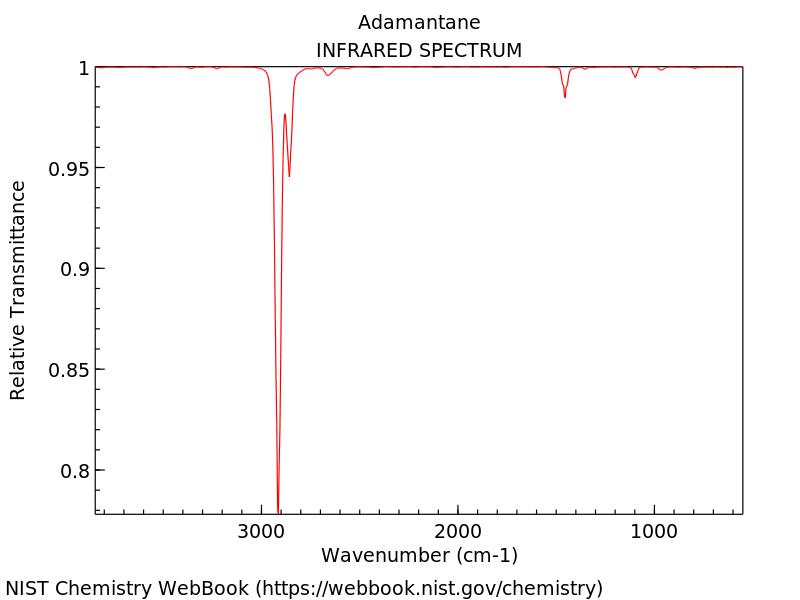 Adamantane
INFRARED SPECTRUM
1
0.95
0.9
0.85
0.8
Relative Transmittance
3000 2000 1000
Wavenumber (cm-1)
NIST Chemistry WebBook (https://webbook.nist.gov/chemistry)